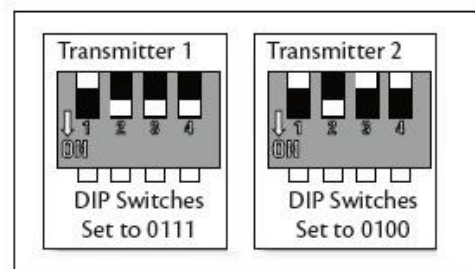 Transmitter 1
1 2 3 4
ON
DIP Switches
Set to 0111
Transmitter 2
1 2 3 4
ON
DIP Switches
Set to 0100